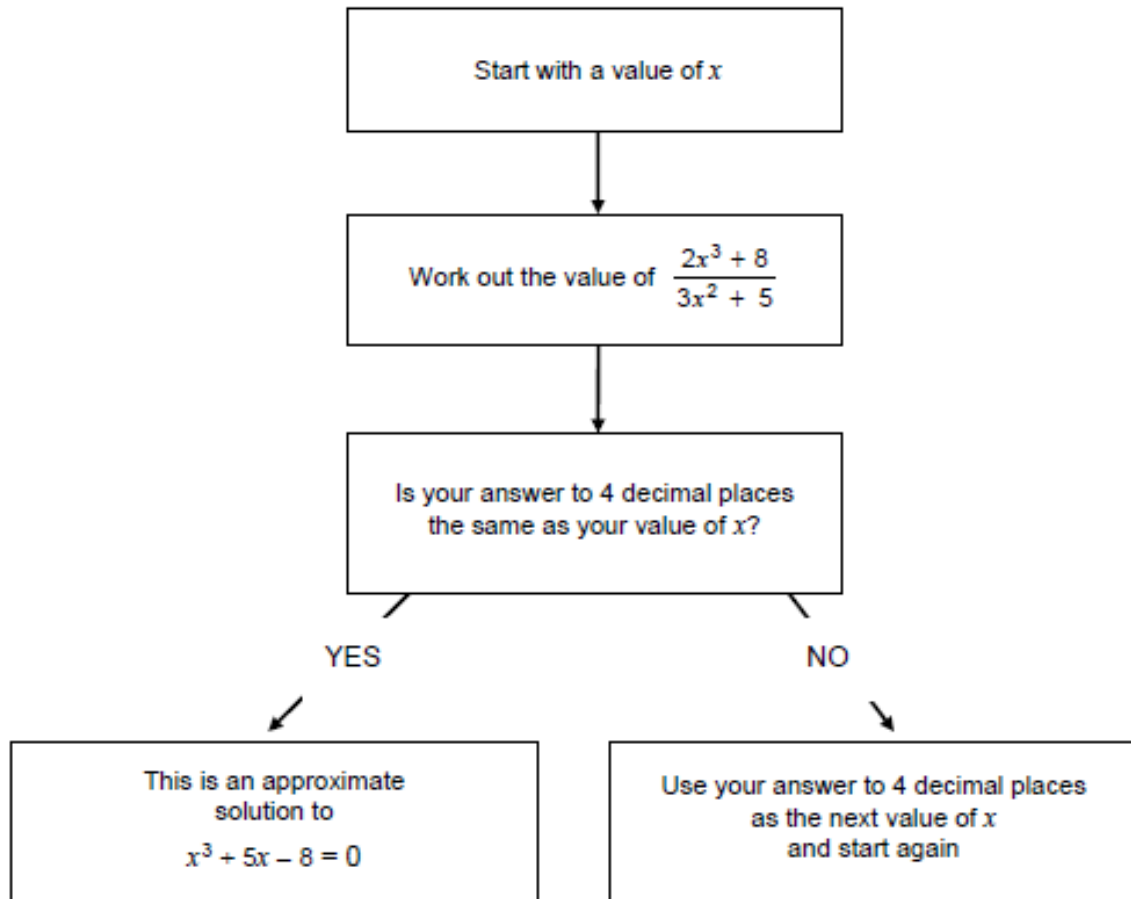 Start with a value of x
Work out the value of (2x³ + 8)/(3x² + 5)
Is your answer to 4 decimal places
the same as your value of x?
YES
NO
This is an approximate
solution to
x³ + 5x – 8 = 0
Use your answer to 4 decimal places
as the next value of x
and start again